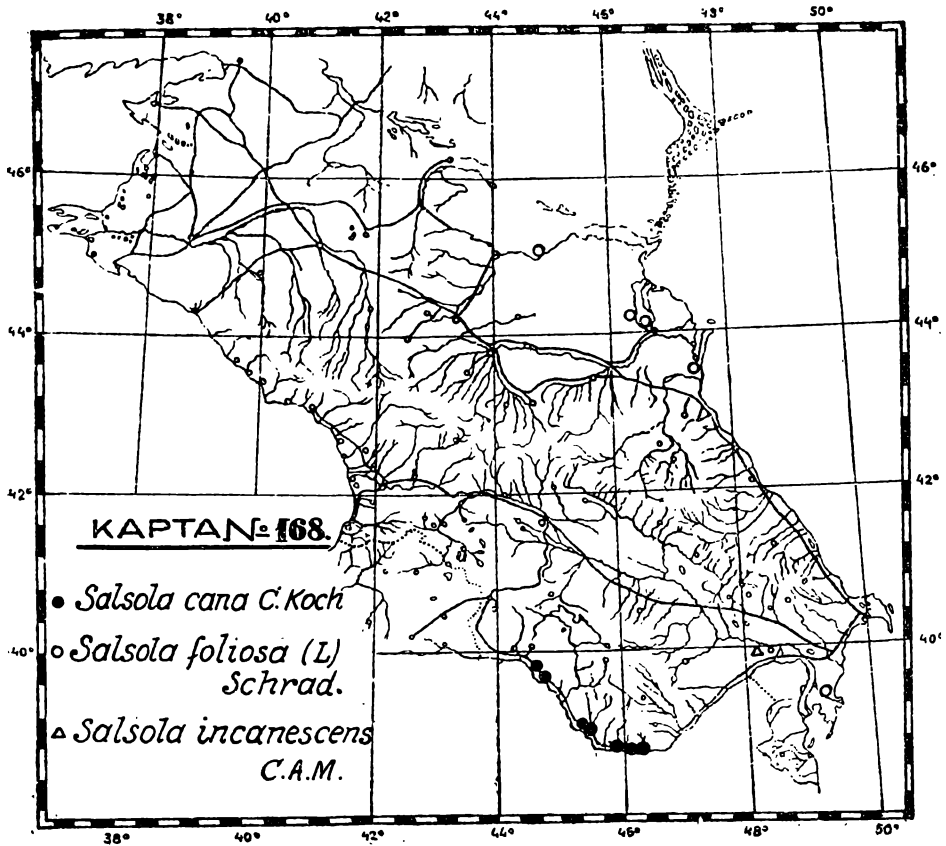 38° 40° 42° 44° 46° 43° 50°
46° 46°
44° 44°
42° 42°
КАРТА № 168.
Salsola cana C. Koch
40° Salsola foliosa (L) 40°
Schrad.
Salsola incanescens
C.A.M.
38° 40° 42° 44° 46° 48° 50°